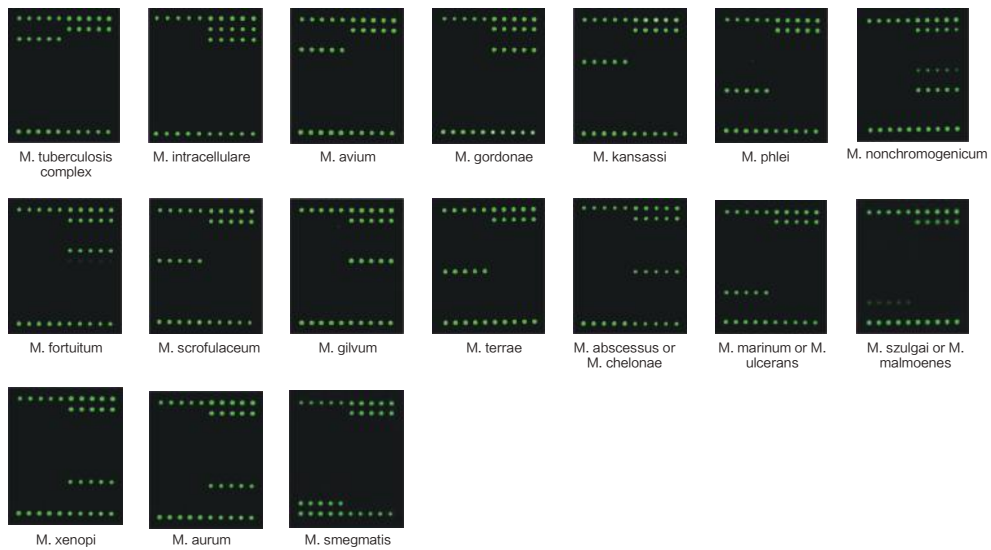 M. tuberculosis
complex
M. intracellulare
M. avium
M. gordonae
M. kansassi
M. phlei
M. nonchromogenicum
M. fortuitum
M. scrofulaceum
M. gilvum
M. terrae
M. abscessus or
M. chelonae
M. marinum or M.
ulcerans
M. szulgai or M.
malmoenes
M. xenopi
M. aurum
M. smegmatis